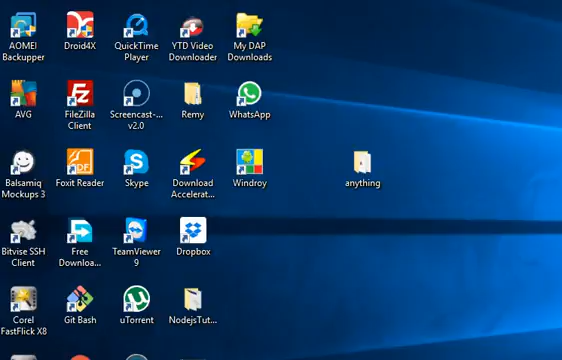 AOMEI
Backupper
Droid4X
QuickTime
Player
YTD Video
Downloader
My DAP
Downloads
AVG
FileZilla
Client
Screencast-...
v2.0
Remy
WhatsApp
Balsamiq
Mockups 3
Foxit Reader
Skype
Download
Accelerat...
Windroy
anything
Bitvise SSH
Client
Free
Downloa...
TeamViewer
9
Dropbox
Corel
FastFlick X8
Git Bash
uTorrent
NodejsTut...